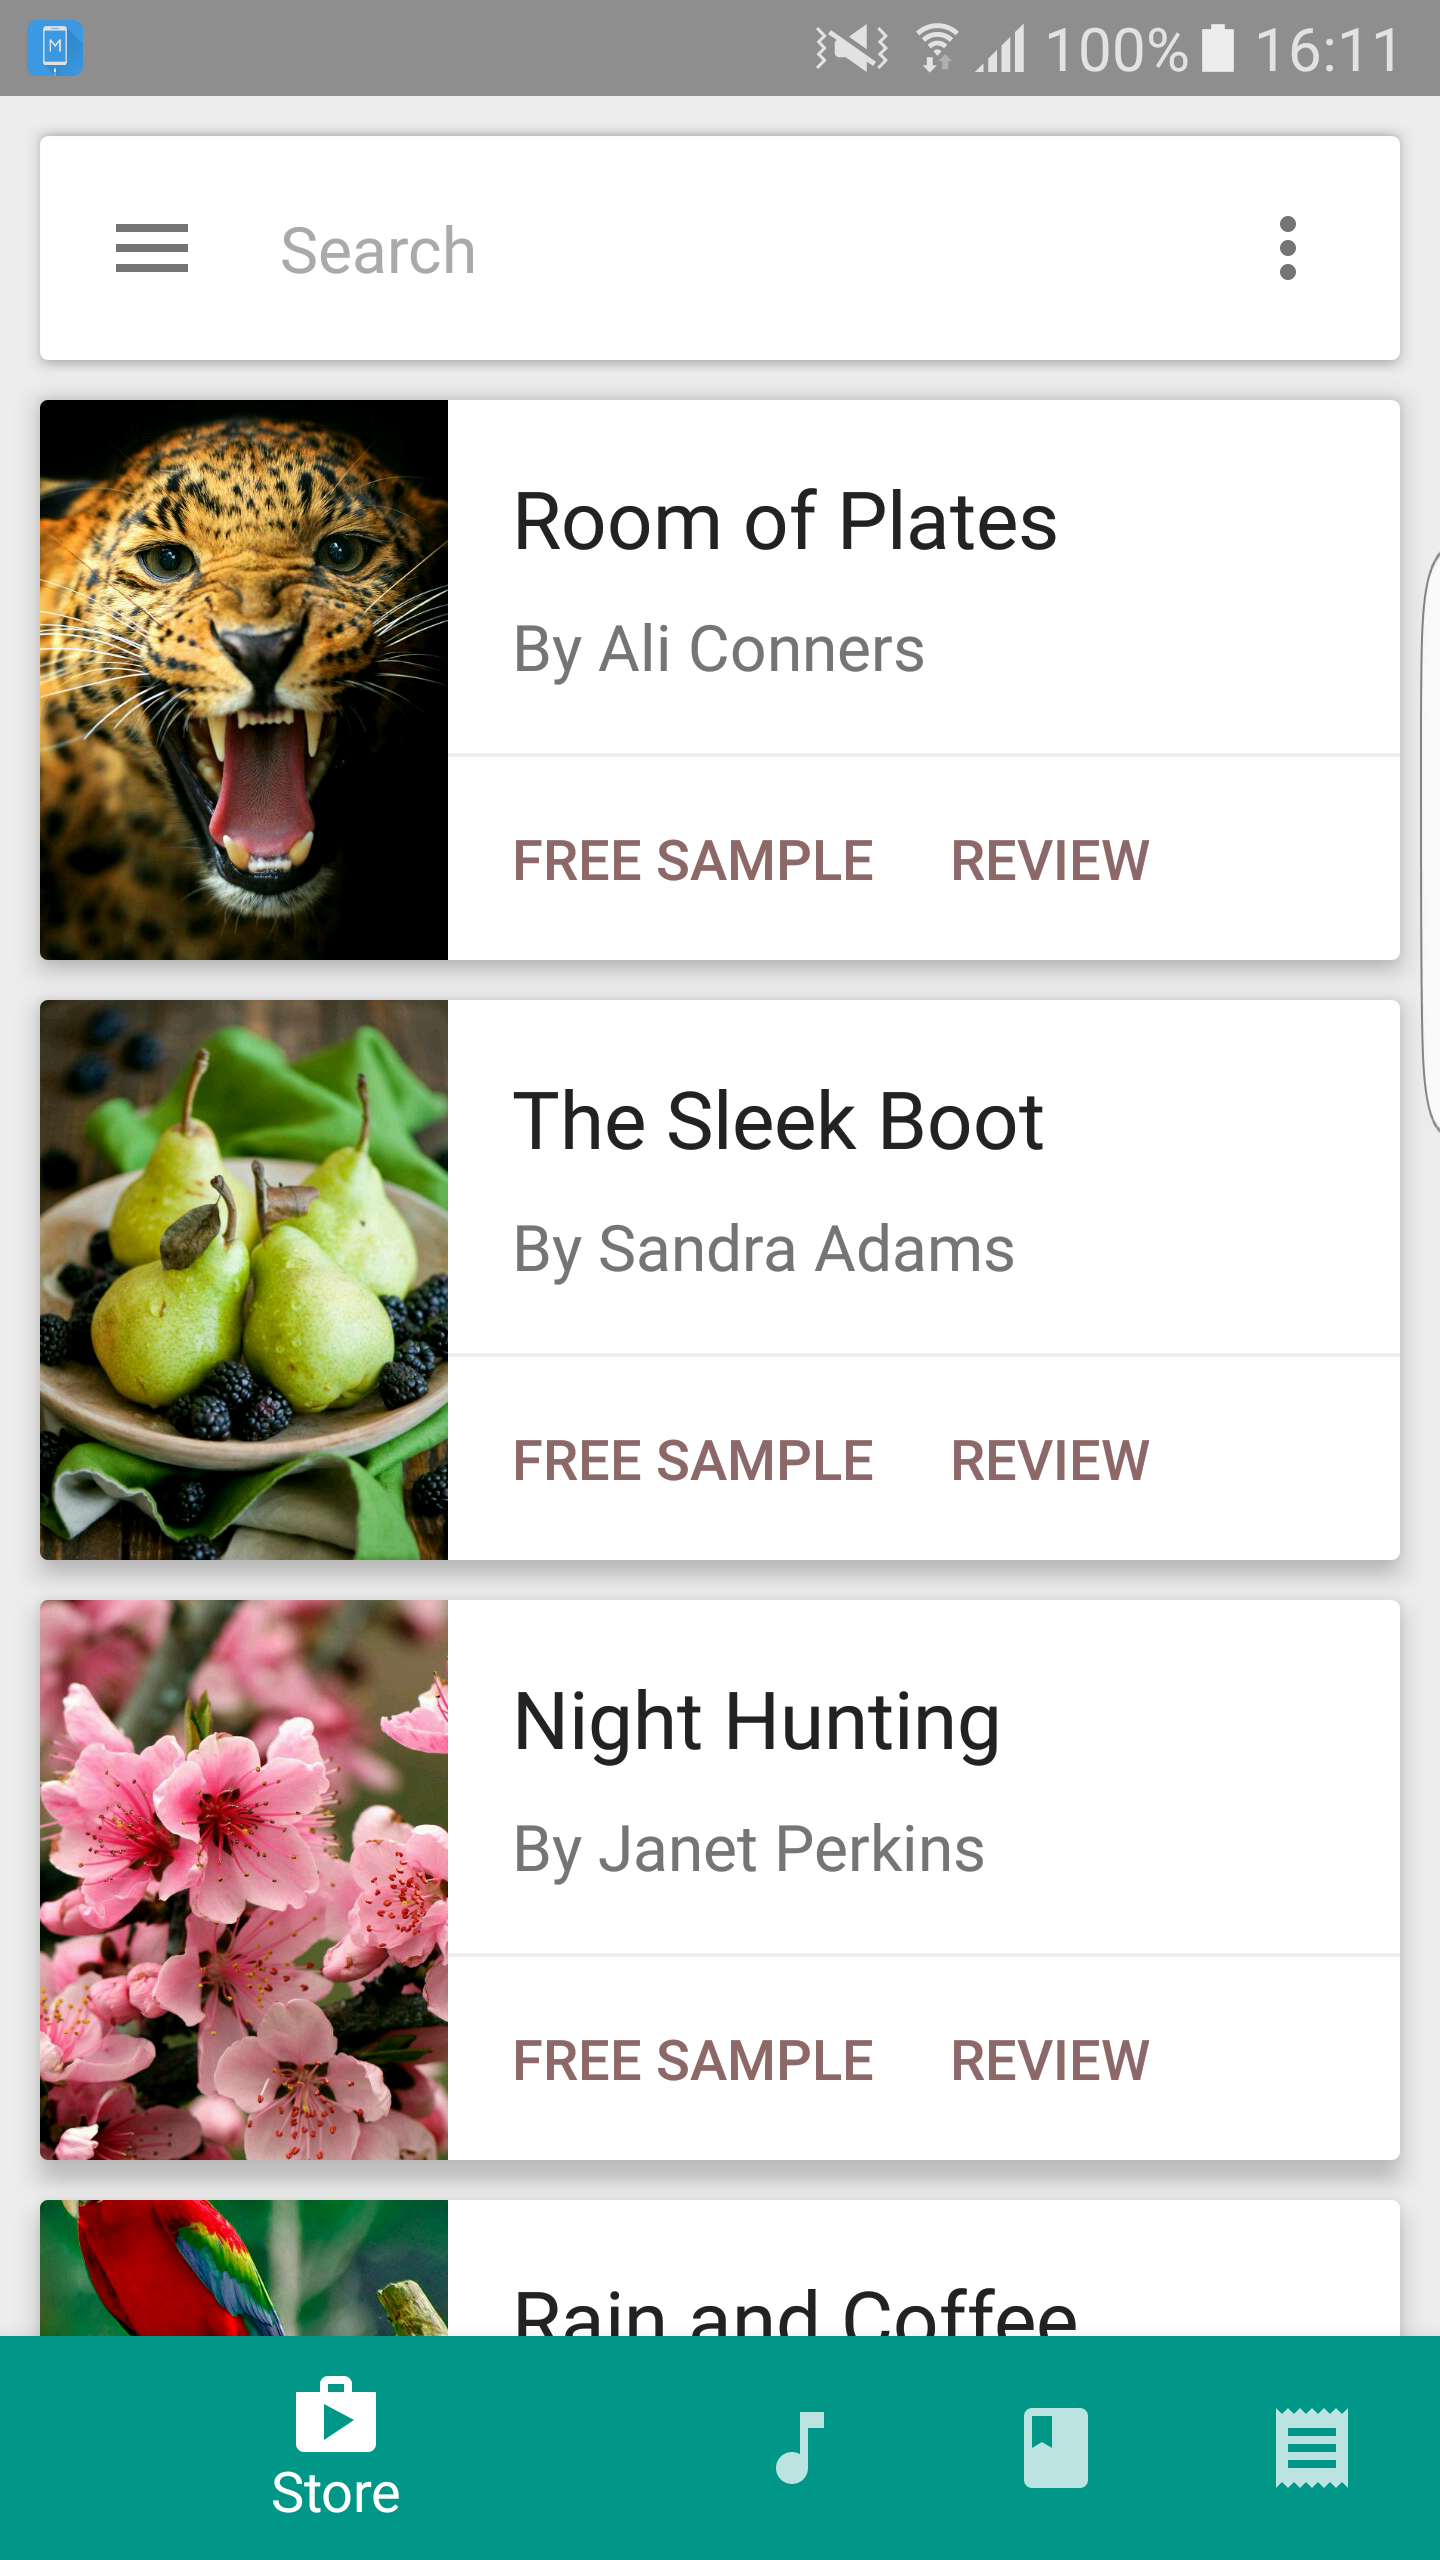 M
100% 16:11
Search
Room of Plates
By Ali Conners
FREE SAMPLE REVIEW
The Sleek Boot
By Sandra Adams
FREE SAMPLE REVIEW
Night Hunting
By Janet Perkins
FREE SAMPLE REVIEW
Rain and Coffee
Store